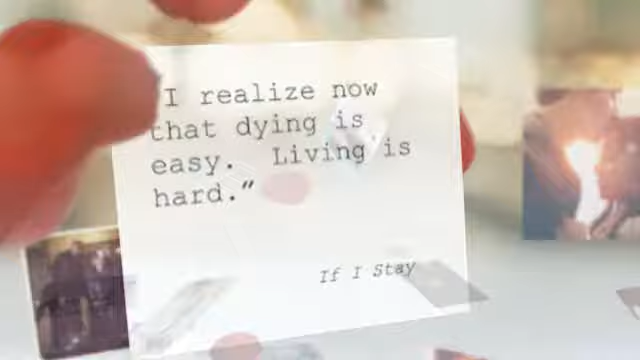 I realize now
that dying is
easy. Living is
hard.”
If I Stay